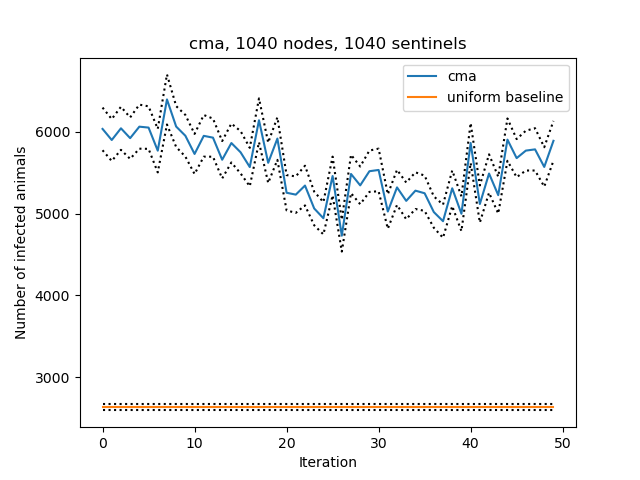 cma, 1040 nodes, 1040 sentinels
cma
uniform baseline
Number of infected animals
6000
5000
4000
3000
0 10 20 30 40 50
Iteration